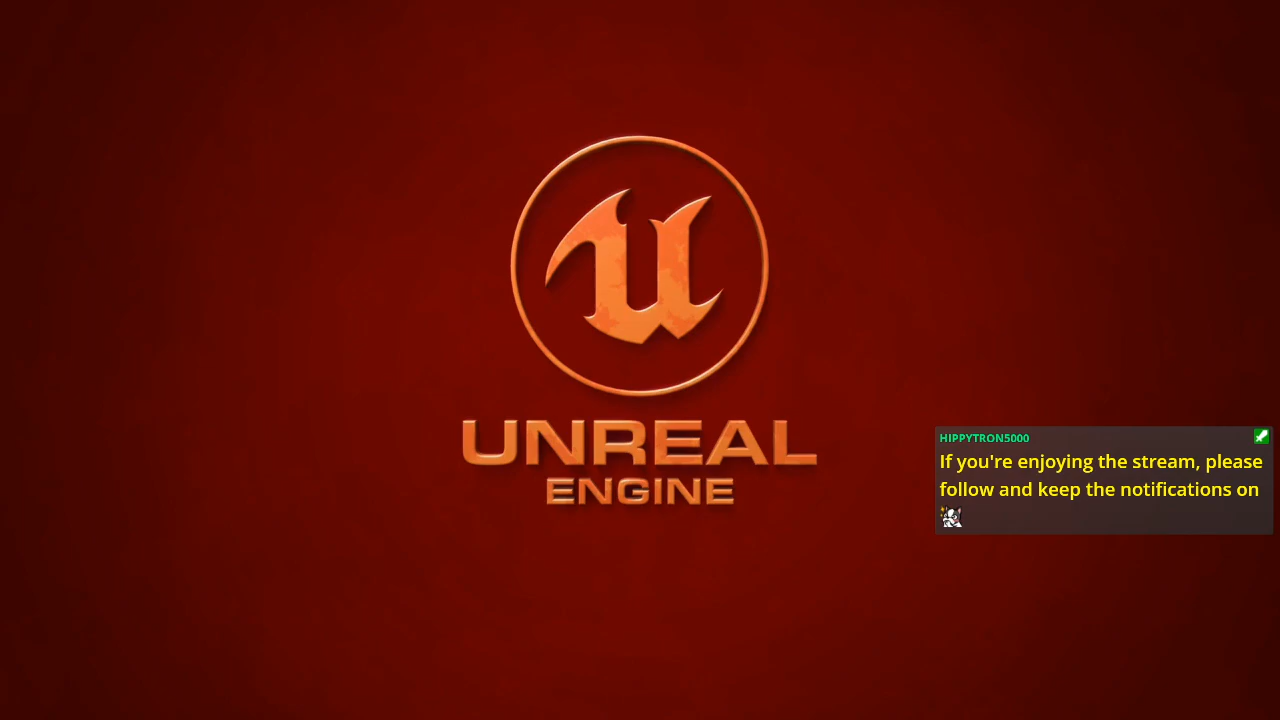 UNREAL
ENGINE
HIPPYTRON5000
If you're enjoying the stream, please
follow and keep the notifications on